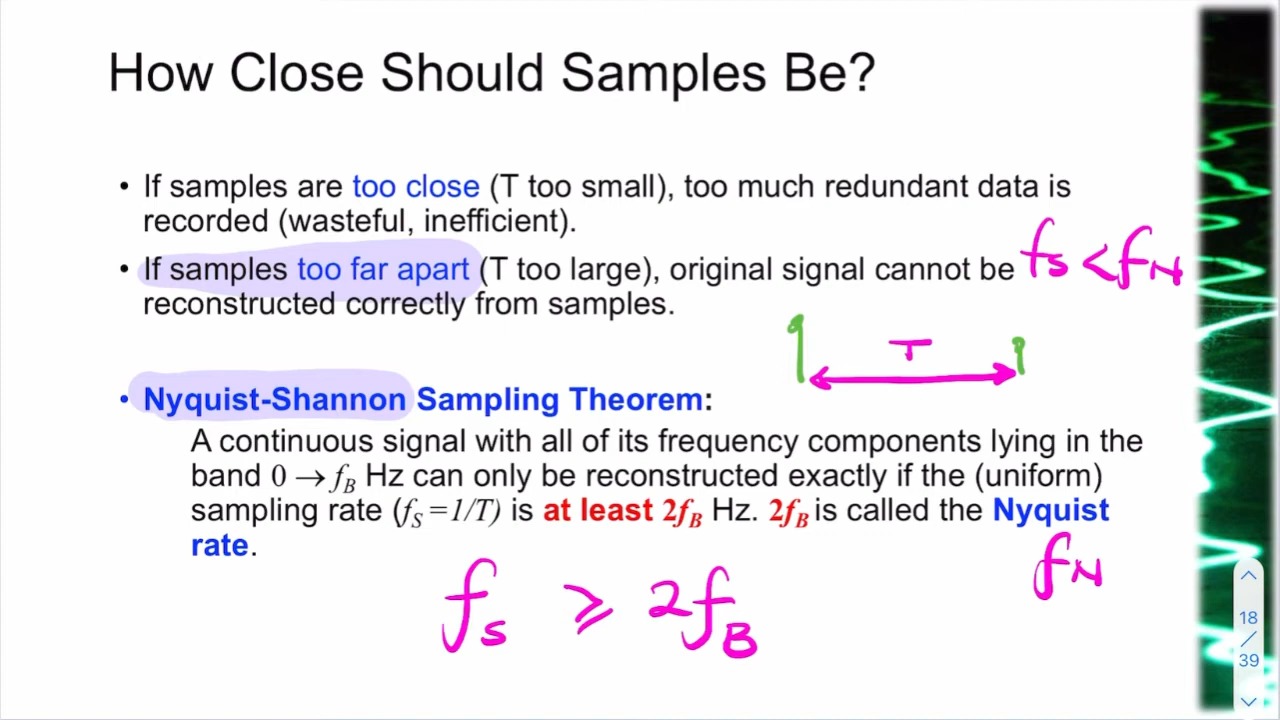 How Close Should Samples Be?
• If samples are too close (T too small), too much redundant data is
recorded (wasteful, inefficient).
• If samples too far apart (T too large), original signal cannot be
reconstructed correctly from samples.
fs < fN
T
• Nyquist-Shannon Sampling Theorem:
A continuous signal with all of its frequency components lying in the
band 0 → fB Hz can only be reconstructed exactly if the (uniform)
sampling rate (fS =1/T) is at least 2fB Hz. 2fB is called the Nyquist
rate.
fN
fs ≥ 2fB
18
/
39